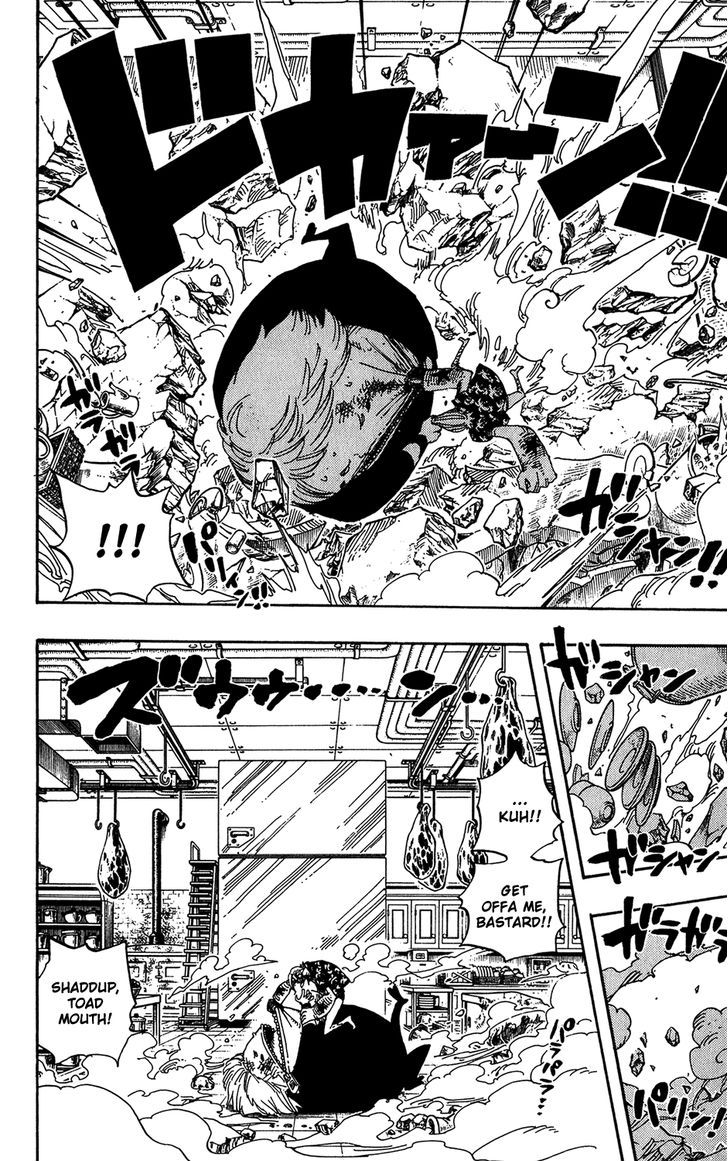 ドカァーン!!!
ガラ
ガラ
!!!
パリィン!!
ガシャン!!
ガシャン
ガシャン
ガラガラ
パリン!
ズウゥゥ……ン…
...
KUH!!
GET
OFFA ME,
BASTARD!!
SHADDUP,
TOAD
MOUTH!
パラ
パラ…